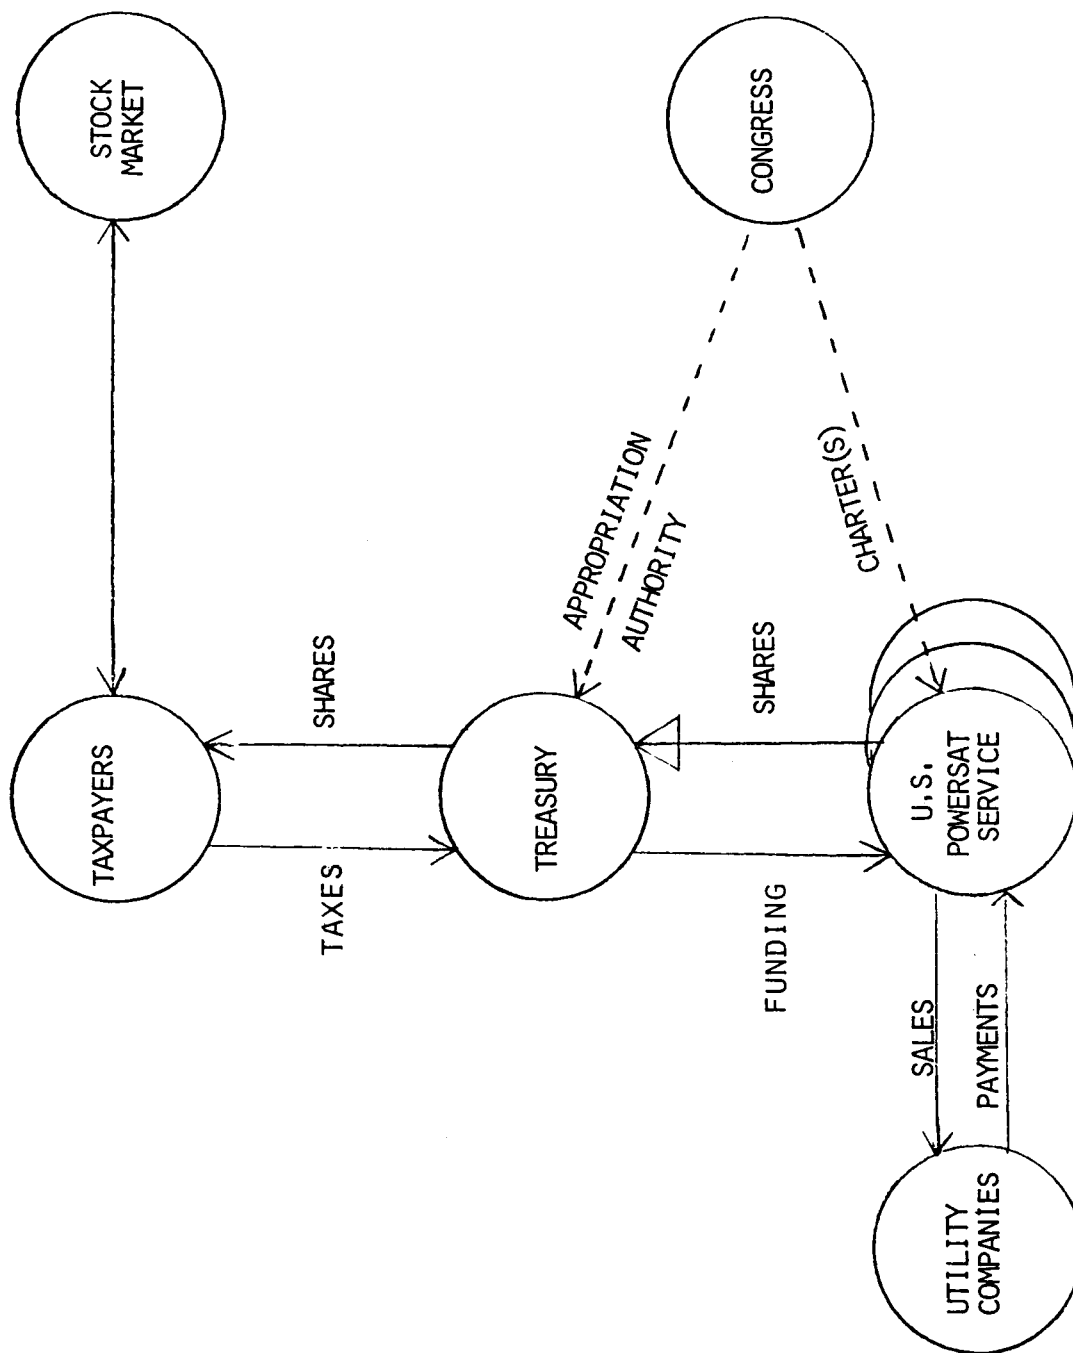 STOCK
MARKET
CONGRESS
APPROPRIATION
AUTHORITY
CHARTER(S)
TAXPAYERS
SHARES
TAXES
TREASURY
SHARES
FUNDING
U.S.
POWERSAT
SERVICE
SALES
PAYMENTS
UTILITY
COMPANIES